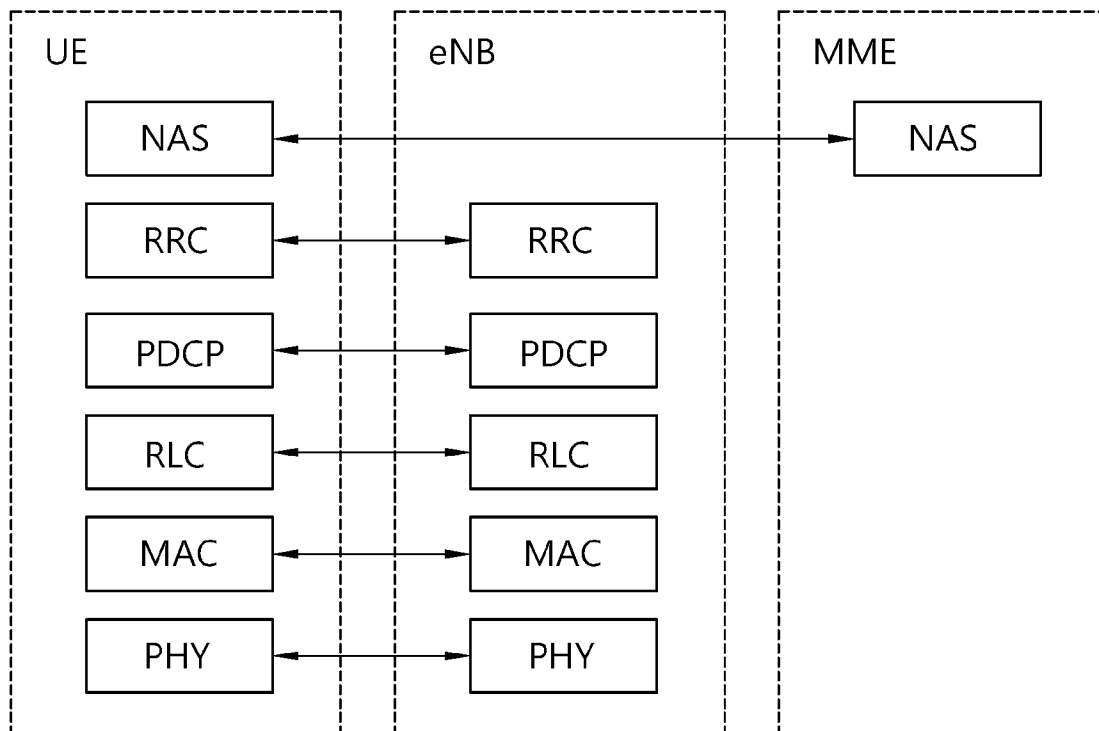 UE
eNB
MME
NAS
NAS
RRC
RRC
PDCP
PDCP
RLC
RLC
MAC
MAC
PHY
PHY